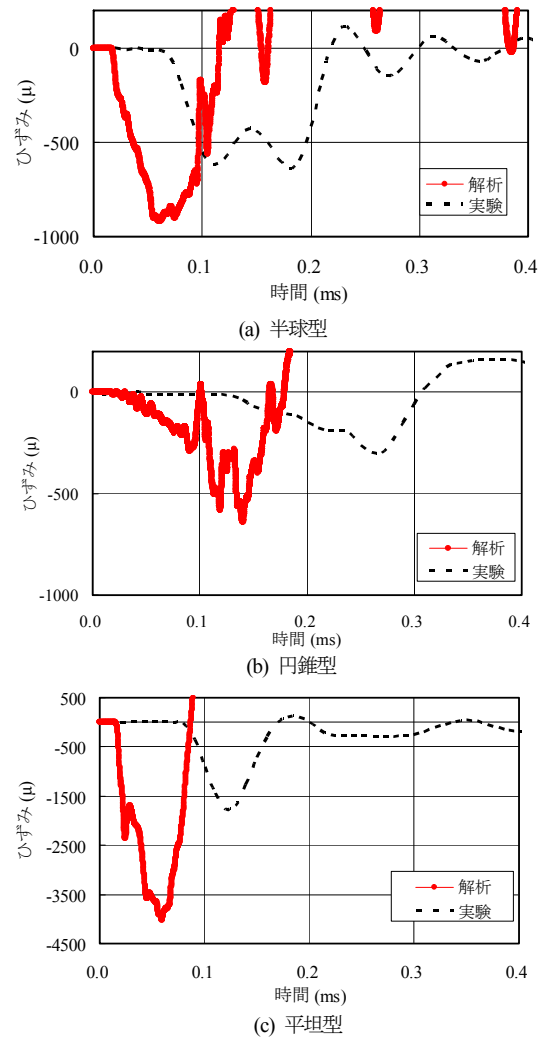 0
-500
-1000
ひずみ (μ)
解析
実験
0.0 0.1 0.2 0.3 0.4
時間 (ms)
(a) 半球型
0
-500
-1000
ひずみ (μ)
解析
実験
0.0 0.1 0.2 0.3 0.4
時間 (ms)
(b) 円錐型
500
-500
-1500
-2500
-3500
-4500
ひずみ (μ)
解析
実験
0.0 0.1 0.2 0.3 0.4
時間 (ms)
(c) 平坦型